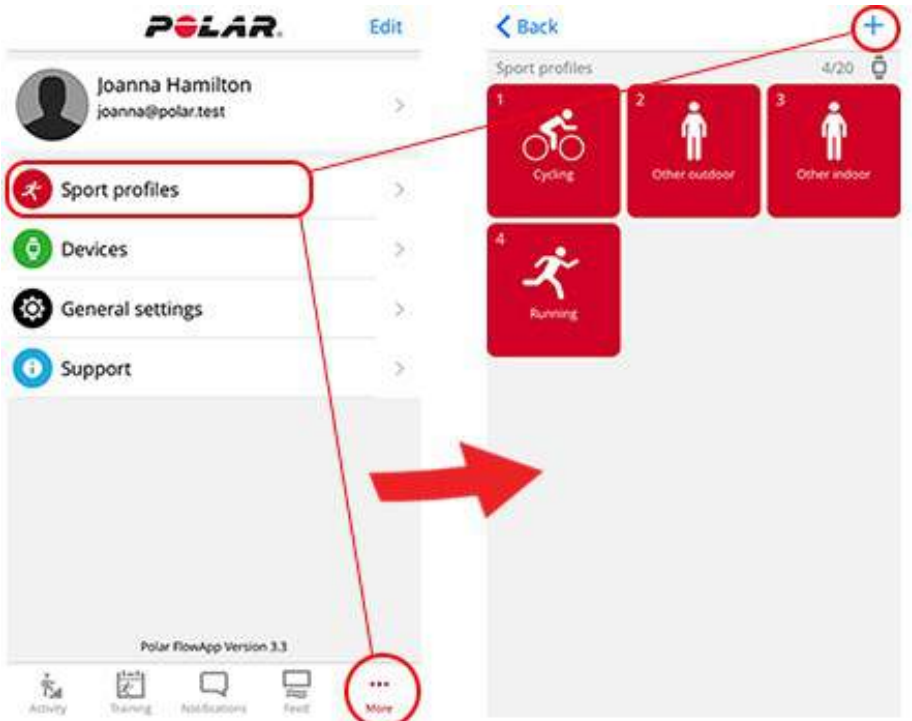 POLAR.
Edit
Joanna Hamilton
joanna@polar.test
Sport profiles
Devices
General settings
Support
Polar FlowApp Version 3.3
Activity
Training
Notifications
Feed
More
Back
+
Sport profiles
4/20
1
Cycling
2
Other outdoor
3
Other indoor
4
Running